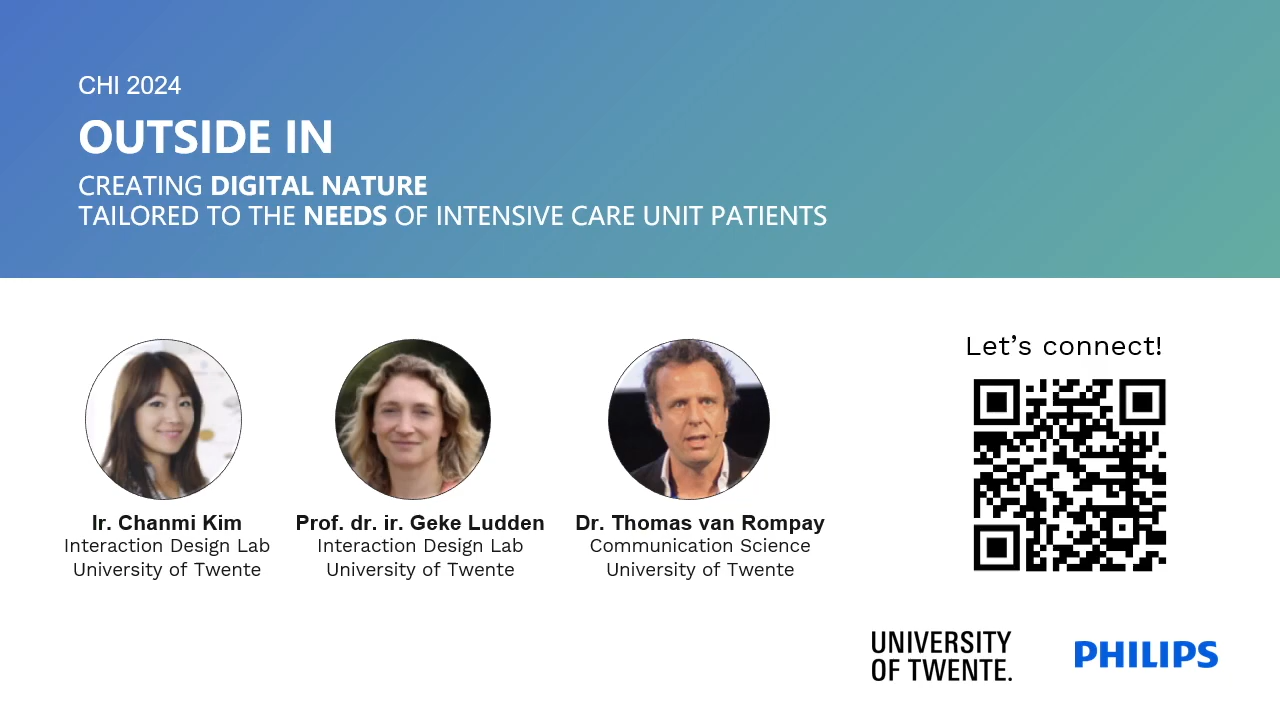 CHI 2024
OUTSIDE IN
CREATING DIGITAL NATURE
TAILORED TO THE NEEDS OF INTENSIVE CARE UNIT PATIENTS
Let's connect!
Ir. Chanmi Kim
Interaction Design Lab
University of Twente
Prof. dr. ir. Geke Ludden
Interaction Design Lab
University of Twente
Dr. Thomas van Rompay
Communication Science
University of Twente
UNIVERSITY
OF TWENTE.
PHILIPS